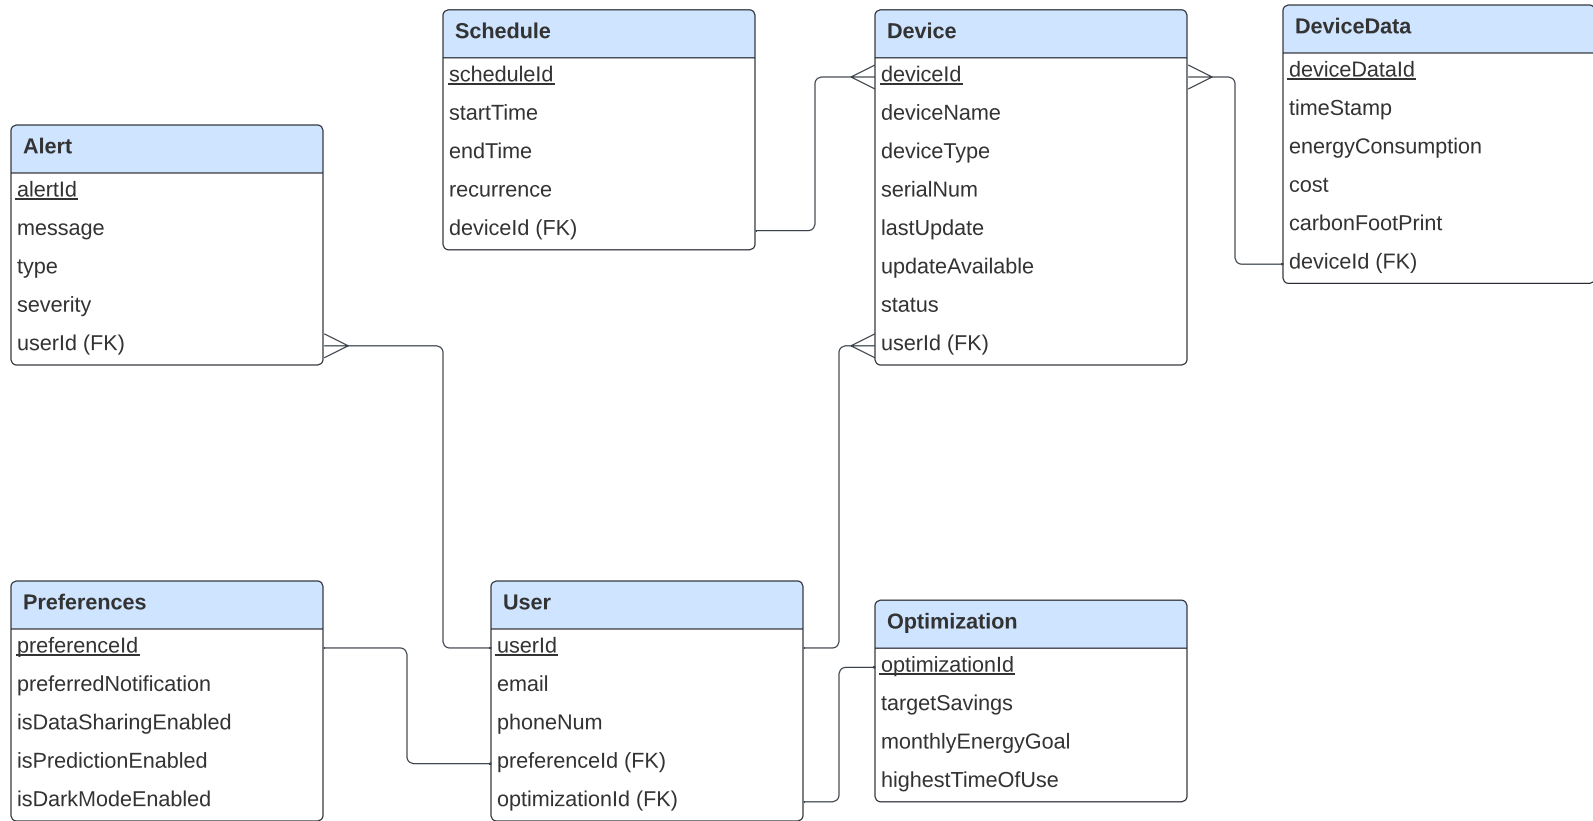 Schedule
scheduleId
startTime
endTime
recurrence
deviceId (FK)
Device
deviceId
deviceName
deviceType
serialNum
lastUpdate
updateAvailable
status
userId (FK)
DeviceData
deviceDataId
timeStamp
energyConsumption
cost
carbonFootPrint
deviceId (FK)
Alert
alertId
message
type
severity
userId (FK)
Preferences
preferenceId
preferredNotification
isDataSharingEnabled
isPredictionEnabled
isDarkModeEnabled
User
userId
email
phoneNum
preferenceId (FK)
optimizationId (FK)
Optimization
optimizationId
targetSavings
monthlyEnergyGoal
highestTimeOfUse